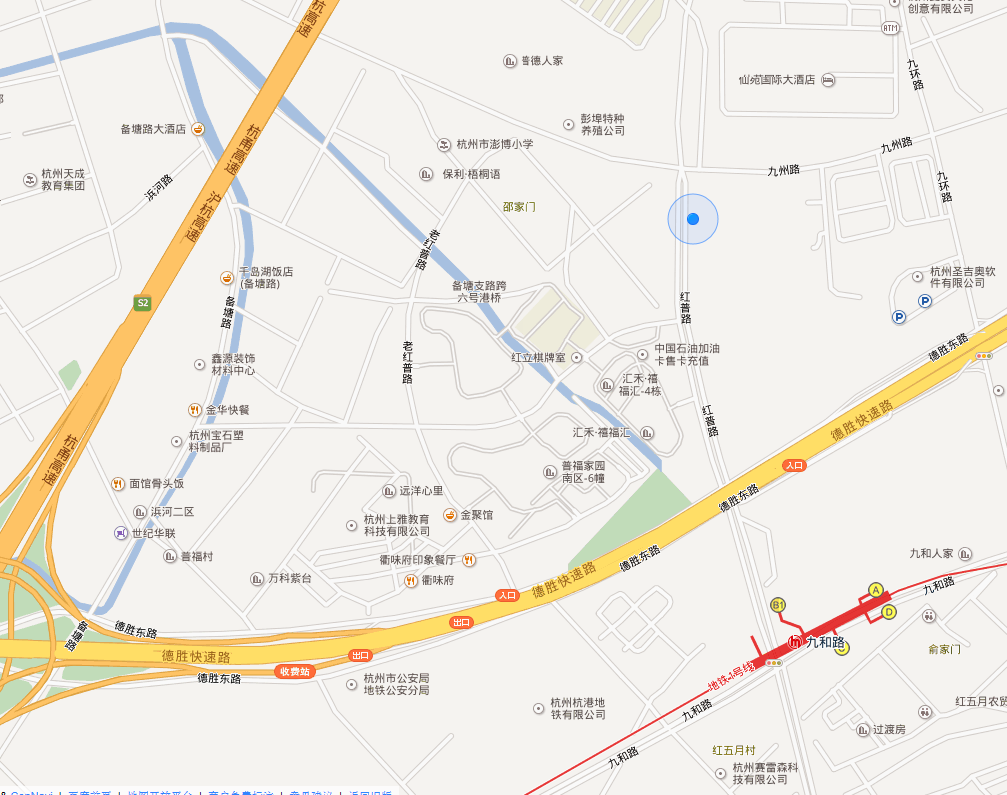 杭甬高速
创意有限公司
ATM
九环路
普德人家
仙苑国际大酒店
备塘路大酒店
杭甬高速
彭埠特种
养殖公司
杭州市澎博小学
九州路
九州路
杭州天成
教育集团
浜河路
保利·梧桐语
九环路
沪杭高速
邵家门
老红普路
千岛湖饭店
(备塘路)
杭州圣吉奥软
件有限公司
备塘支路跨
六号港桥
P
P
S2
备塘路
红普路
德胜东路
老红普路
红立棋牌室
中国石油加油
卡售卡充值
鑫源装饰
材料中心
汇禾·禧
福汇-4栋
金华快餐
红普路
德胜快速路
杭州宝石塑
料制品厂
汇禾·禧福汇
杭甬高速
入口
普福家园
南区-6幢
面馆骨头饭
远洋心里
德胜东路
浜河二区
金聚馆
杭州上雅教育
科技有限公司
世纪华联
普福村
衢味府印象餐厅
德胜东路
九和人家
万科紫台
衢味府
德胜快速路
九和路
入口
A
B1
D
出口
德胜东路
备塘路
九和路
C
俞家门
德胜快速路
出口
收费站
地铁1号线
德胜东路
杭州市公安局
地铁公安分局
杭州杭港地
铁有限公司
九和路
红五月农贸
过渡房
九和路
红五月村
杭州赛雷森科
技有限公司